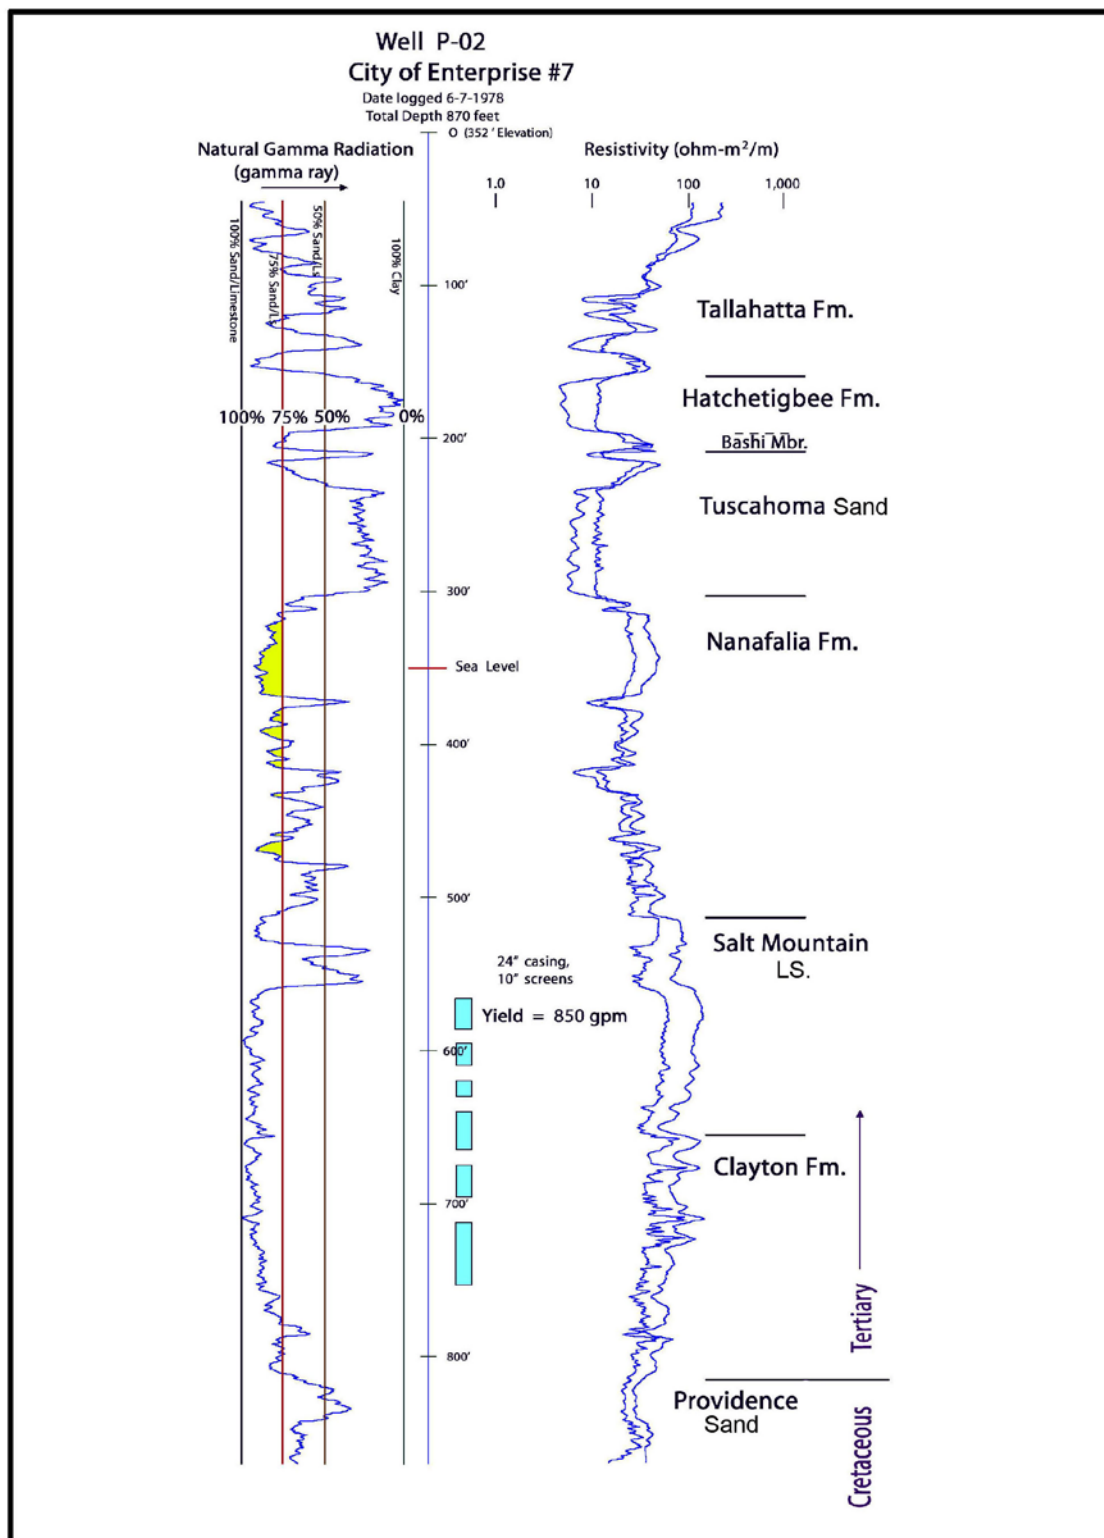 Well P-02
City of Enterprise #7
Date logged 6-7-1978
Total Depth 870 feet
0 (352 ' Elevation)
Natural Gamma Radiation
(gamma ray)
Resistivity (ohm-m²/m)
1.0 10 100 1,000
100% Sand/Limestone
75% Sand/Ls
50% Sand/Ls
100% Clay
100'
Tallahatta Fm.
Hatchetigbee Fm.
100% 75% 50% 0%
200'
Bashi Mbr.
Tuscahoma Sand
300'
Nanafalia Fm.
Sea Level
400'
500'
Salt Mountain
LS.
24" casing,
10" screens
Yield = 850 gpm
600'
Clayton Fm.
700'
Tertiary
800'
Providence
Sand
Cretaceous